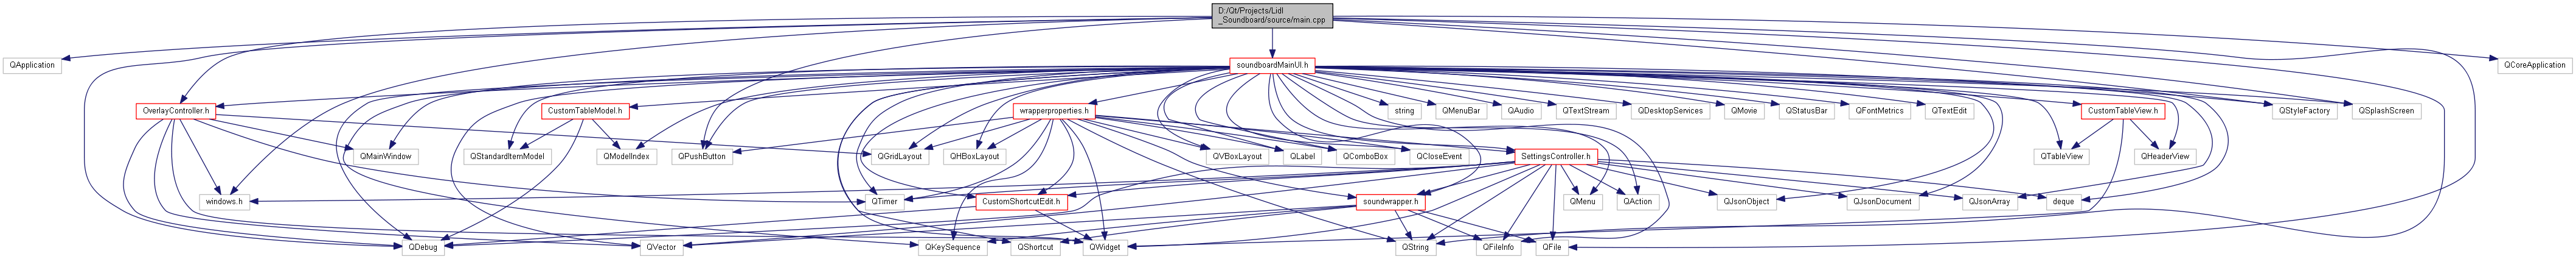 D:/Qt/Projects/Lidl
_Soundboard/source/main.cpp
QApplication
soundboardMainUI.h
QCoreApplication
OverlayController.h
CustomTableModel.h
wrapperproperties.h
string
QMenuBar
QAudio
QTextStream
QDesktopServices
QMovie
QStatusBar
QFontMetrics
QTextEdit
CustomTableView.h
QStyleFactory
QSplashScreen
QMainWindow
QStandardItemModel
QModelIndex
QPushButton
QGridLayout
QHBoxLayout
QVBoxLayout
QLabel
QComboBox
QCloseEvent
SettingsController.h
QTableView
QHeaderView
windows.h
QTimer
CustomShortcutEdit.h
soundwrapper.h
QMenu
QAction
QJsonObject
QJsonDocument
QJsonArray
deque
QDebug
QVector
QKeySequence
QShortcut
QWidget
QString
QFileInfo
QFile